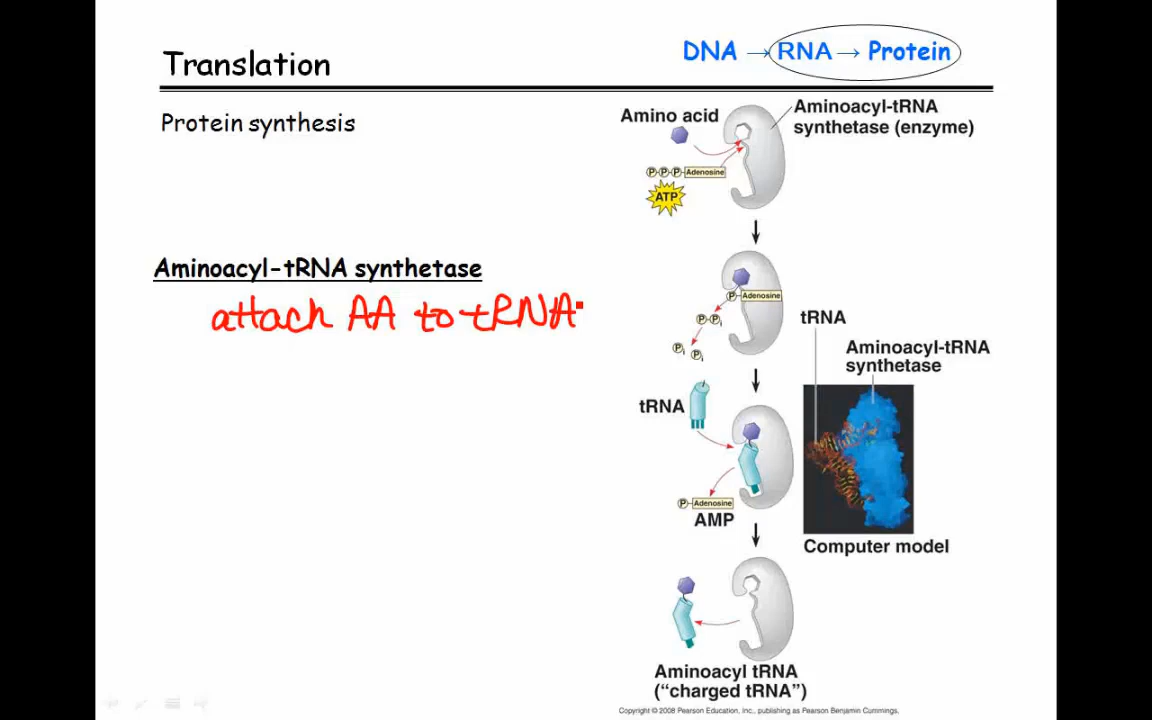 Translation
DNA → RNA → Protein
Protein synthesis
Aminoacyl-tRNA synthetase
attach AA to tRNA
Amino acid
Aminoacyl-tRNA
synthetase (enzyme)
P P P Adenosine
ATP
P Adenosine
P P i
P i P i
tRNA
Aminoacyl-tRNA
synthetase
tRNA
P Adenosine
AMP
Computer model
Aminoacyl tRNA
(“charged tRNA”)
Copyright © 2008 Pearson Education, Inc., publishing as Pearson Benjamin Cummings.